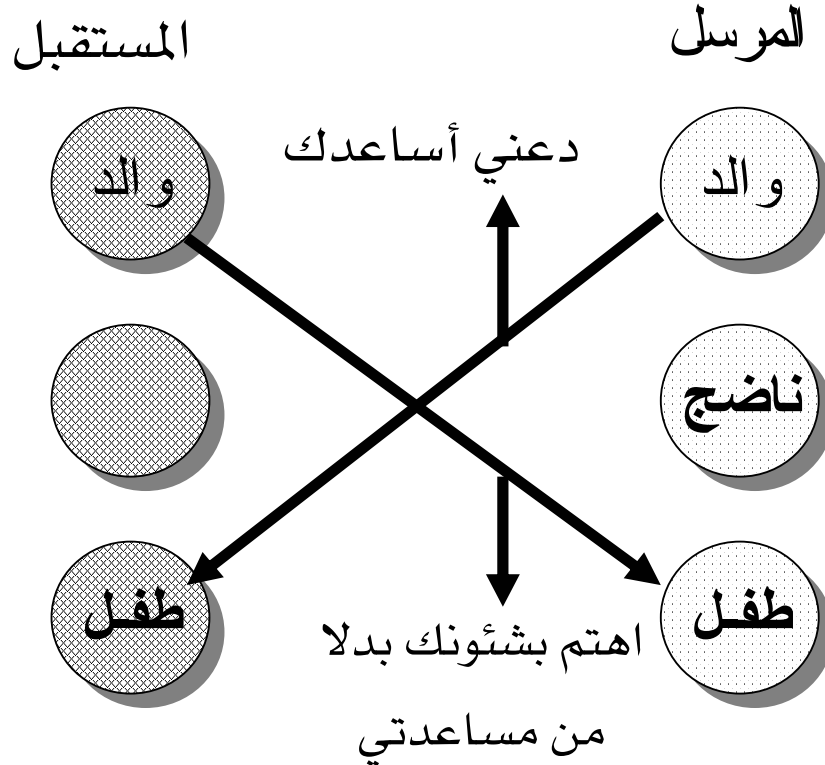 المرسل
المستقبل
والد
دعني أساعدك
والد
ناضج
طفل
طفل
اهتم بشئونك بدلا
من مساعدتي